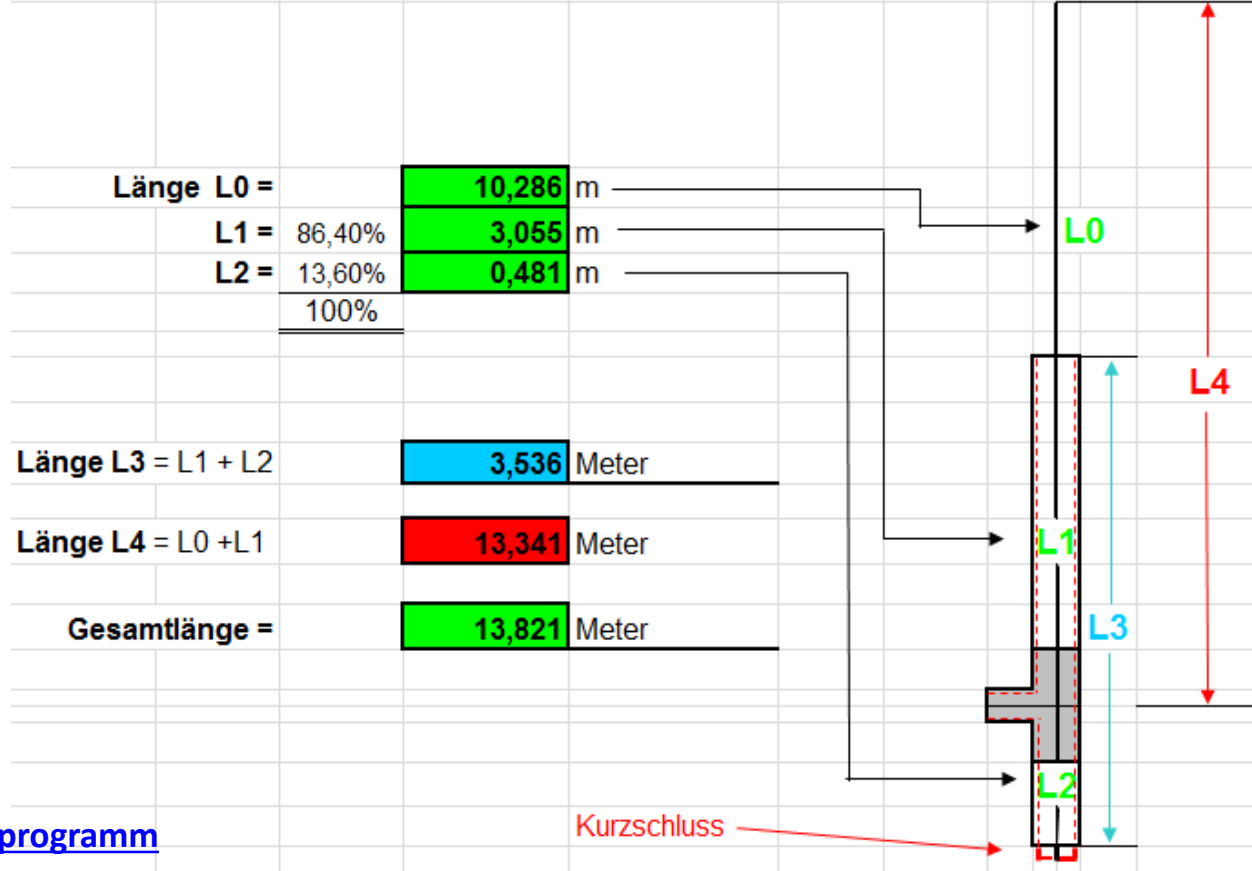 Länge L0 = 10,286 m
L0
L1 = 86,40% 3,055 m
L2 = 13,60% 0,481 m
100%
L4
Länge L3 = L1 + L2 3,536 Meter
Länge L4 = L0 +L1 13,341 Meter
L1
Gesamtlänge = 13,821 Meter
L3
L2
Kurzschluss
programm